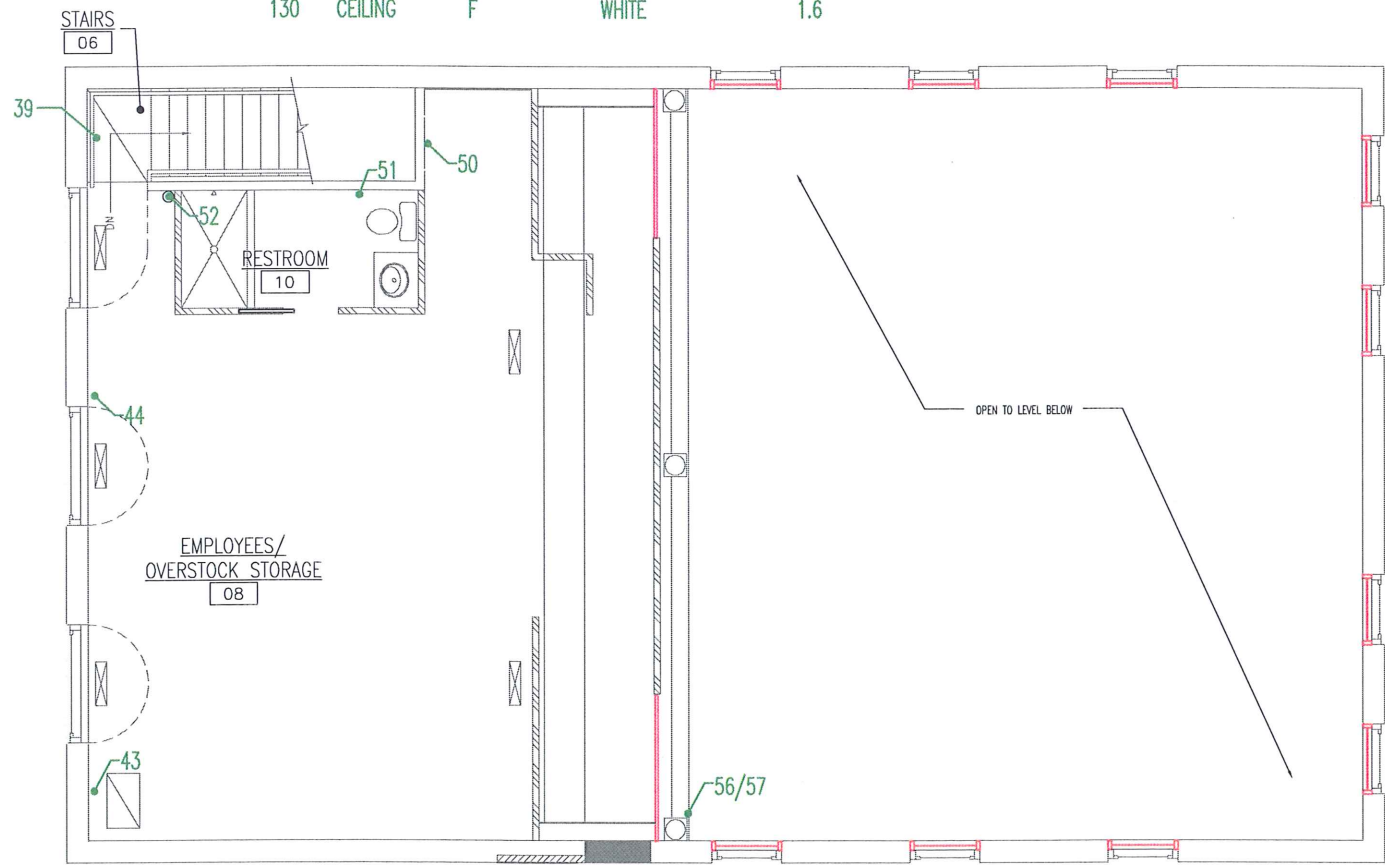 130 CEILING F WHITE 1.6
STAIRS
06
39
50
51
52
DN
RESTROOM
10
44
OPEN TO LEVEL BELOW
EMPLOYEES/
OVERSTOCK STORAGE
08
43
56/57